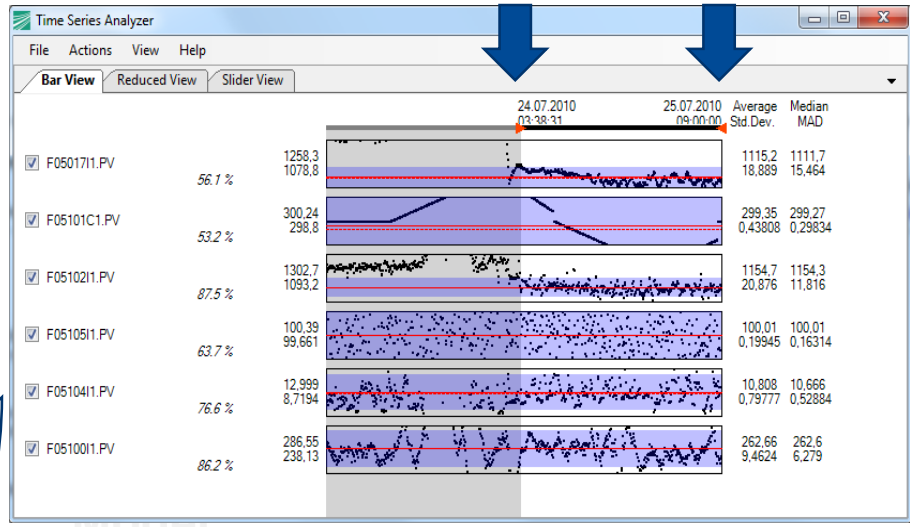 Time Series Analyzer
File Actions View Help
Bar View Reduced View Slider View
24.07.2010 25.07.2010 Average Median
03:38:31 09:00:00 Std.Dev. MAD
F05017I1.PV 56.1 % 1258,3 1078,8 1115,2 1111,7 18,889 15,464
F05101C1.PV 53.2 % 300,24 298,8 299,35 299,27 0,43808 0,29834
F05102I1.PV 87.5 % 1302,7 1093,2 1154,7 1154,3 20,876 11,816
F05105I1.PV 63.7 % 100,39 99,661 100,01 100,01 0,19945 0,16314
F05104I1.PV 76.6 % 12,999 8,7194 10,808 10,666 0,79777 0,52884
F05100I1.PV 86.2 % 286,55 238,13 262,66 262,6 9,4624 6,279